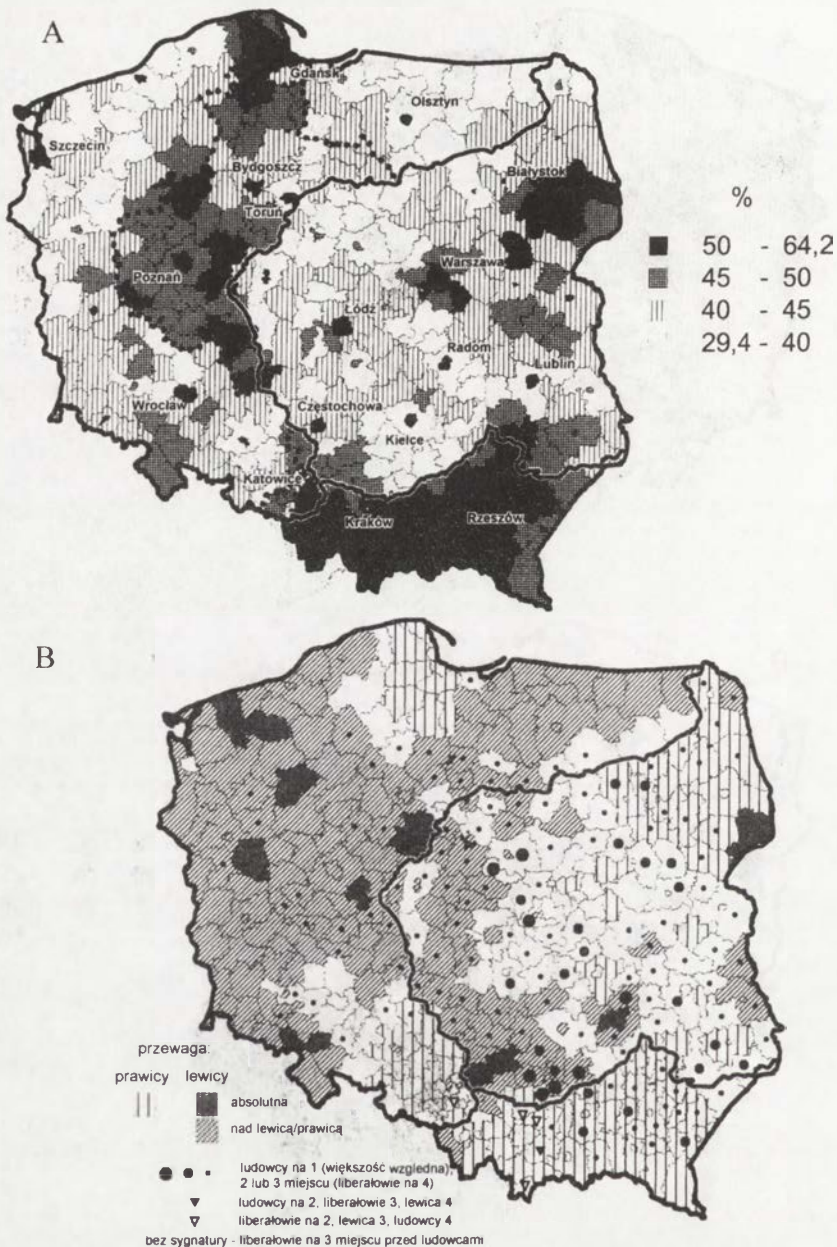 A
Gdańsk
Olsztyn
Szczecin
Bydgoszcz
Białystok
Toruń
Poznań
Warszawa
Łódź
Radom
Lublin
Wrocław
Częstochowa
Kielce
Katowice
Kraków
Rzeszów
%
50 - 64,2
45 - 50
40 - 45
29,4 - 40
B
przewaga:
prawicy lewicy
absolutna
nad lewicą/prawicą
ludowcy na 1 (większość względna),
2 lub 3 miejscu (liberałowie na 4)
ludowcy na 2, liberałowie 3, lewica 4
liberałowie na 2, lewica 3, ludowcy 4
bez sygnatury - liberałowie na 3 miejscu przed ludowcami